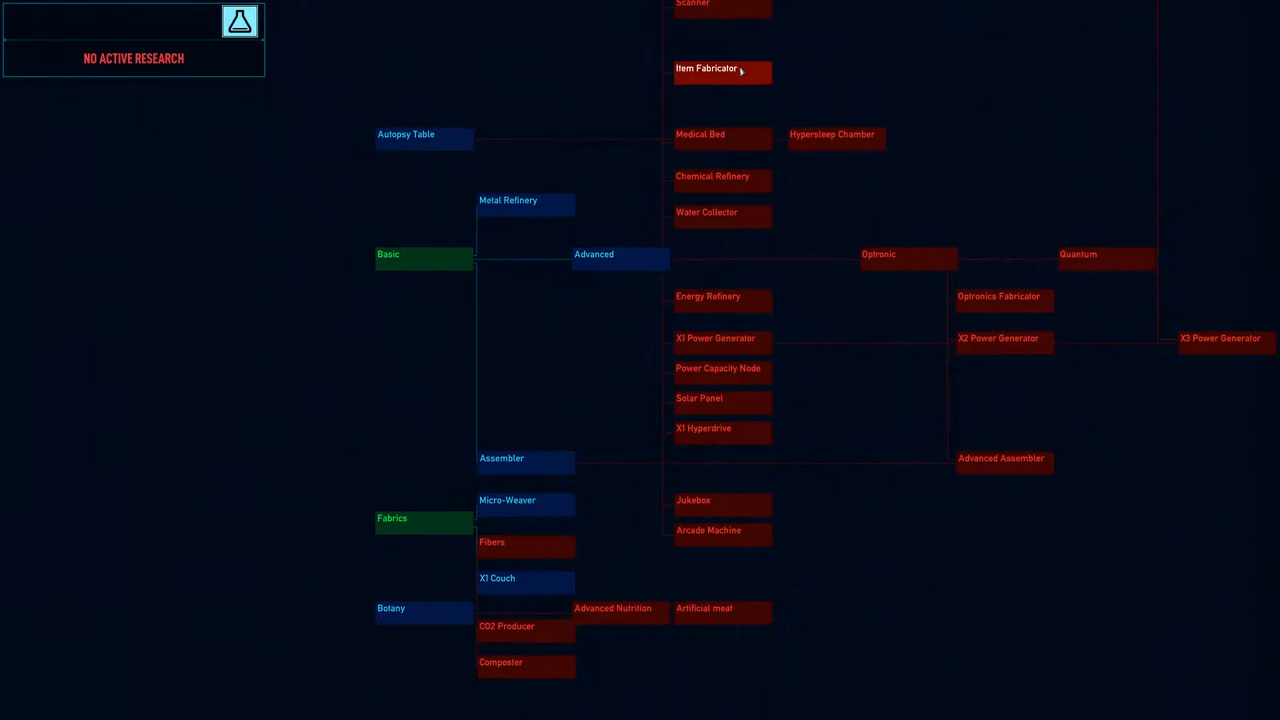 Scanner
NO ACTIVE RESEARCH
Item Fabricator
Autopsy Table
Medical Bed
Hypersleep Chamber
Chemical Refinery
Metal Refinery
Water Collector
Basic
Advanced
Optronic
Quantum
Energy Refinery
Optronics Fabricator
X1 Power Generator
X2 Power Generator
X3 Power Generator
Power Capacity Node
Solar Panel
X1 Hyperdrive
Assembler
Advanced Assembler
Micro-Weaver
Jukebox
Fabrics
Arcade Machine
Fibers
X1 Couch
Botany
Advanced Nutrition
Artificial meat
CO2 Producer
Composter